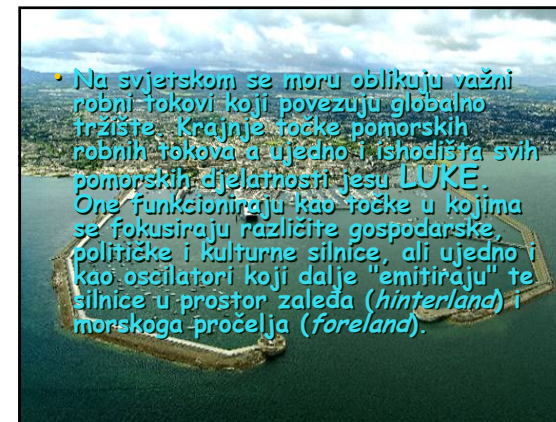 • Na svjetskom se moru oblikuju važni
robni tokovi koji povezuju globalno
tržište. Krajnje točke pomorskih
robnih tokova a ujedno i ishodišta svih
pomorskih djelatnosti jesu LUKE.
One funkcioniraju kao točke u kojima
se fokusiraju različite gospodarske,
političke i kulturne silnice, ali ujedno i
kao oscilatori koji dalje "emitiraju" te
silnice u prostor zaleđa (hinterland) i
morskoga pročelja (foreland).